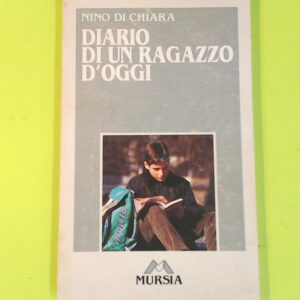 NINO DI CHIARA
DIARIO
DI UN RAGAZZO
D'OGGI
MURSIA